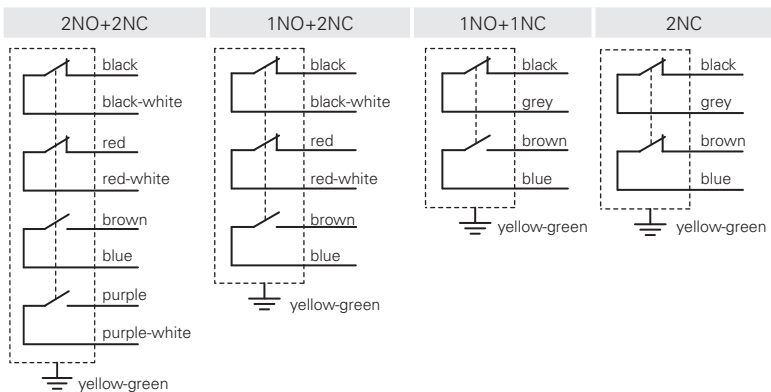 2NO+2NC
black
black-white
red
red-white
brown
blue
purple
purple-white
yellow-green
1NO+2NC
black
black-white
red
red-white
brown
blue
yellow-green
1NO+1NC
black
grey
brown
blue
yellow-green
2NC
black
grey
brown
blue
yellow-green